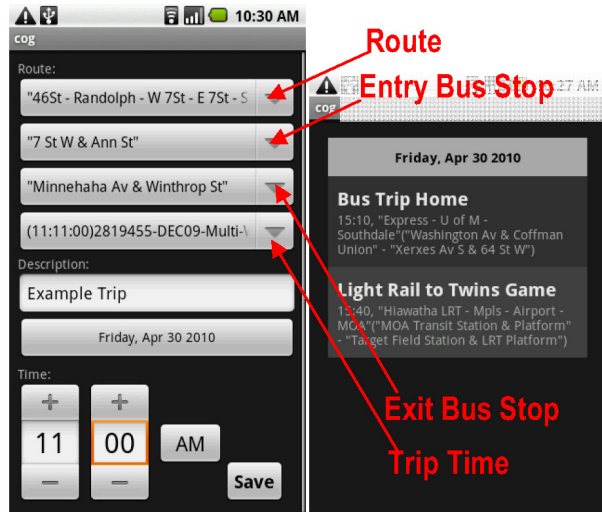 10:30 AM
cog
Route:
"46St - Randolph - W 7St - E 7St - S
"7 St W & Ann St"
"Minnehaha Av & Winthrop St"
(11:11:00)2819455-DEC09-Multi-W
Description:
Example Trip
Friday, Apr 30 2010
Time:
+ +
11 00 AM
− −
Save
Route
Entry Bus Stop
Exit Bus Stop
Trip Time
:27 AM
cog
Friday, Apr 30 2010
Bus Trip Home
15:10, "Express - U of M -
Southdale"("Washington Av & Coffman
Union" - "Xerxes Av S & 64 St W")
Light Rail to Twins Game
15:40, "Hiawatha LRT - Mpls - Airport -
MOA"("MOA Transit Station & Platform"
- "Target Field Station & LRT Platform")